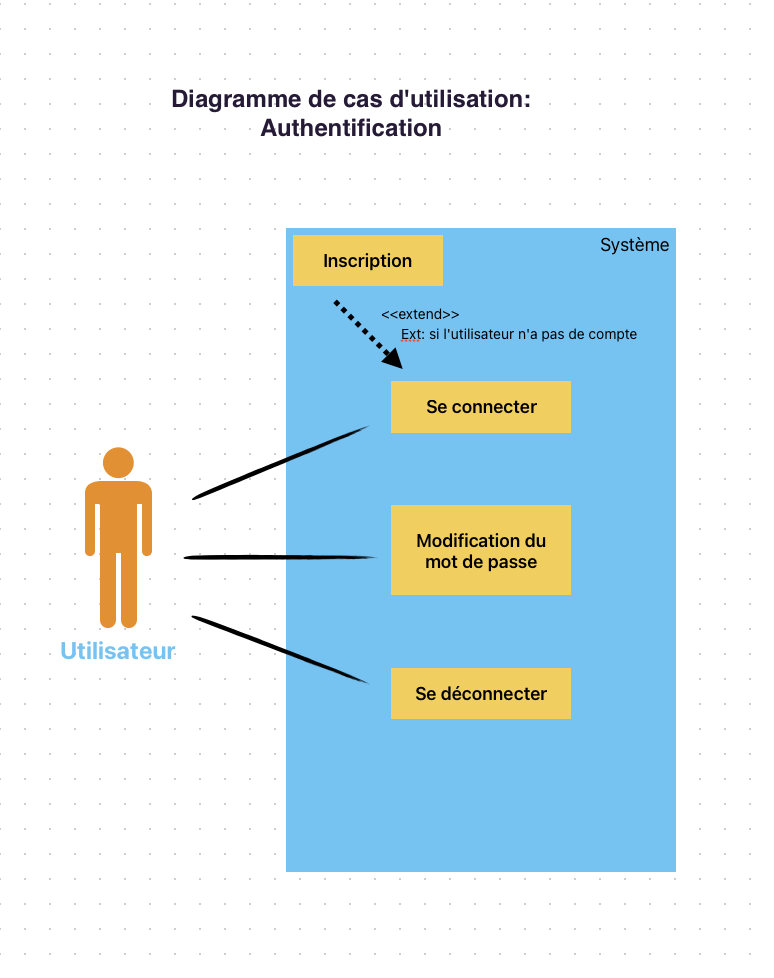 Diagramme de cas d'utilisation:
Authentification
Système
Inscription
<<extend>>
Ext: si l'utilisateur n'a pas de compte
Se connecter
Modification du
mot de passe
Utilisateur
Se déconnecter